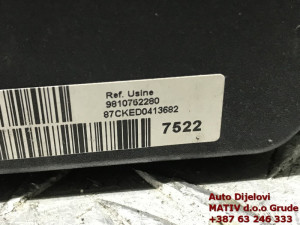 Ref. Usine
9810762280
87CKED0413682
7522
Auto Dijelovi
MATIV d.o.o Grude
+387 63 246 333